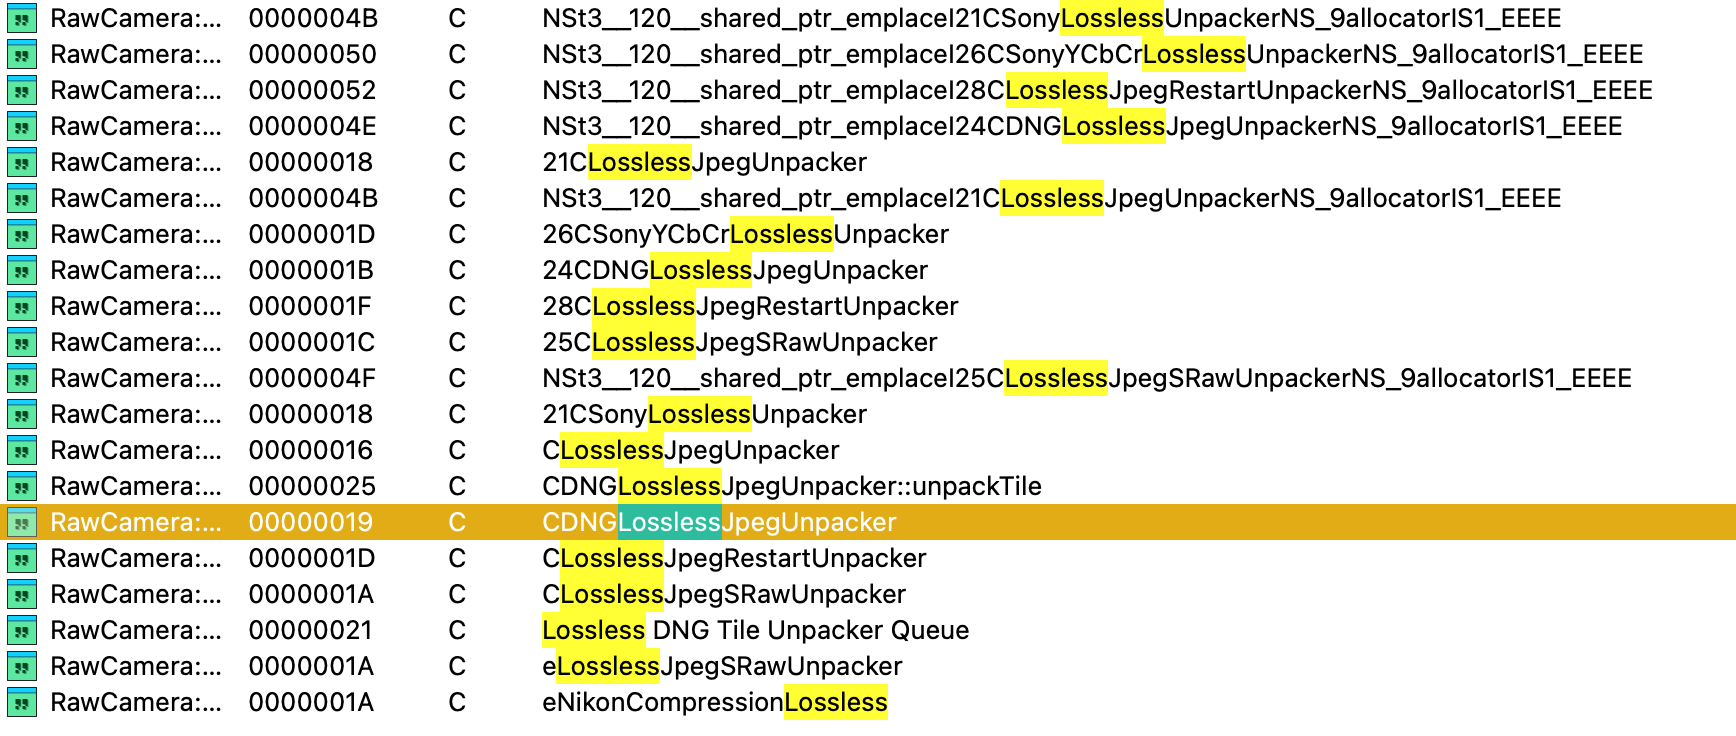 RawCamera:... 0000004B C NSt3__120__shared_ptr_emplaceI21CSonyLosslessUnpackerNS_9allocatorIS1_EEEE
RawCamera:... 00000050 C NSt3__120__shared_ptr_emplaceI26CSonyYCbCrLosslessUnpackerNS_9allocatorIS1_EEEE
RawCamera:... 00000052 C NSt3__120__shared_ptr_emplaceI28CLosslessJpegRestartUnpackerNS_9allocatorIS1_EEEE
RawCamera:... 0000004E C NSt3__120__shared_ptr_emplaceI24CDNGLosslessJpegUnpackerNS_9allocatorIS1_EEEE
RawCamera:... 00000018 C 21CLosslessJpegUnpacker
RawCamera:... 0000004B C NSt3__120__shared_ptr_emplaceI21CLosslessJpegUnpackerNS_9allocatorIS1_EEEE
RawCamera:... 0000001D C 26CSonyYCbCrLosslessUnpacker
RawCamera:... 0000001B C 24CDNGLosslessJpegUnpacker
RawCamera:... 0000001F C 28CLosslessJpegRestartUnpacker
RawCamera:... 0000001C C 25CLosslessJpegSRawUnpacker
RawCamera:... 0000004F C NSt3__120__shared_ptr_emplaceI25CLosslessJpegSRawUnpackerNS_9allocatorIS1_EEEE
RawCamera:... 00000018 C 21CSonyLosslessUnpacker
RawCamera:... 00000016 C CLosslessJpegUnpacker
RawCamera:... 00000025 C CDNGLosslessJpegUnpacker::unpackTile
RawCamera:... 00000019 C CDNGLosslessJpegUnpacker
RawCamera:... 0000001D C CLosslessJpegRestartUnpacker
RawCamera:... 0000001A C CLosslessJpegSRawUnpacker
RawCamera:... 00000021 C Lossless DNG Tile Unpacker Queue
RawCamera:... 0000001A C eLosslessJpegSRawUnpacker
RawCamera:... 0000001A C eNikonCompressionLossless